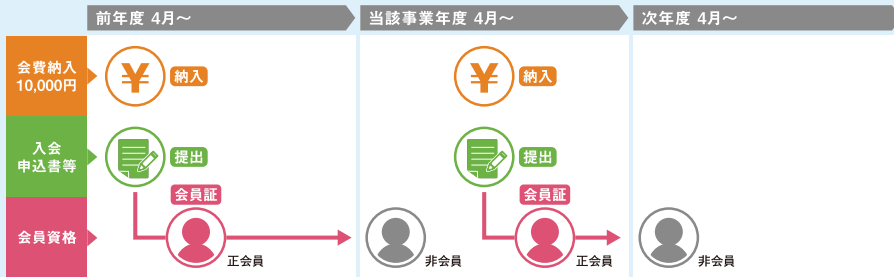 前年度 4月～
当該事業年度 4月～
次年度 4月～
会費納入
10,000円
¥
納入
¥
納入
入会
申込書等
提出
提出
会員資格
会員証
正会員
非会員
会員証
正会員
非会員